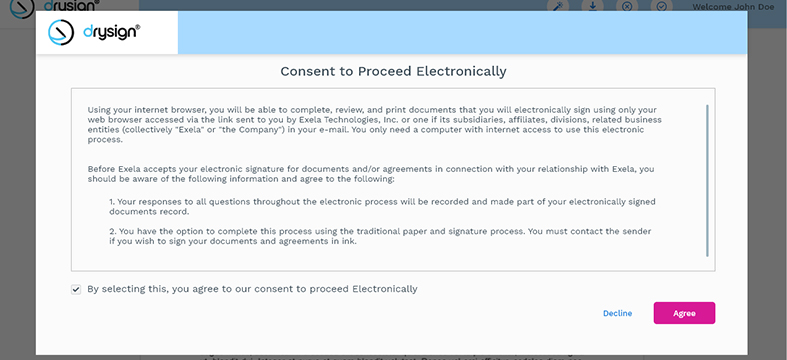 drysign®
Welcome John Doe
drysign®
Consent to Proceed Electronically
Using your internet browser, you will be able to complete, review, and print documents that you will electronically sign using only your
web browser accessed via the link sent to you by Exela Technologies, Inc. or one if its subsidiaries, affiliates, divisions, related business
entities (collectively "Exela" or "the Company") in your e-mail. You only need a computer with internet access to use this electronic
process.
Before Exela accepts your electronic signature for documents and/or agreements in connection with your relationship with Exela, you
should be aware of the following information and agree to the following:
1. Your responses to all questions throughout the electronic process will be recorded and made part of your electronically signed
documents record.
2. You have the option to complete this process using the traditional paper and signature process. You must contact the sender
if you wish to sign your documents and agreements in ink.
By selecting this, you agree to our consent to proceed Electronically
Decline
Agree